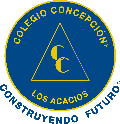 COLEGIO CONCEPCIÓN
CC
LOS ACACIOS
CONSTRUYENDO FUTURO